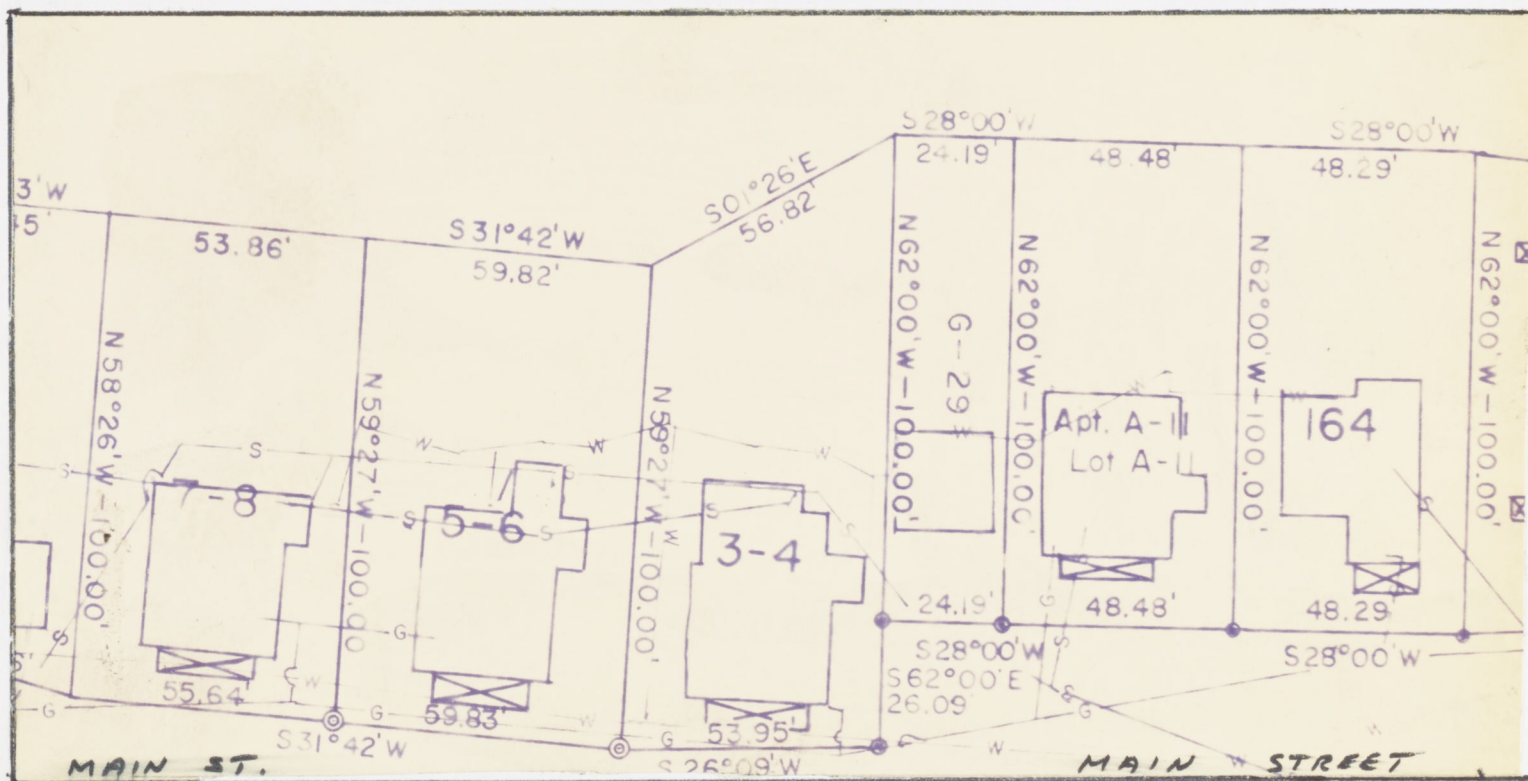 S28°00'W
S28°00'W
24.19'
48.48'
48.29'
S01°26'E
56.82'
3'W
45'
53.86'
S31°42'W
59.82'
N58°26'W-100.00'
N59°27'W-100.00
N59°27'W-100.00'
N62°00'W-100.00'
G-29
N62°00'W-100.00'
N62°00'W-100.00'
N62°00'W-100.00'
7-8
5-6
3-4
Apt. A-11
Lot A-11
164
24.19'
48.48'
48.29'
S28°00'W
S28°00'W
S62°00'E
26.09'
55.64'
59.83'
53.95'
S31°42'W
S26°09'W
MAIN ST.
MAIN STREET